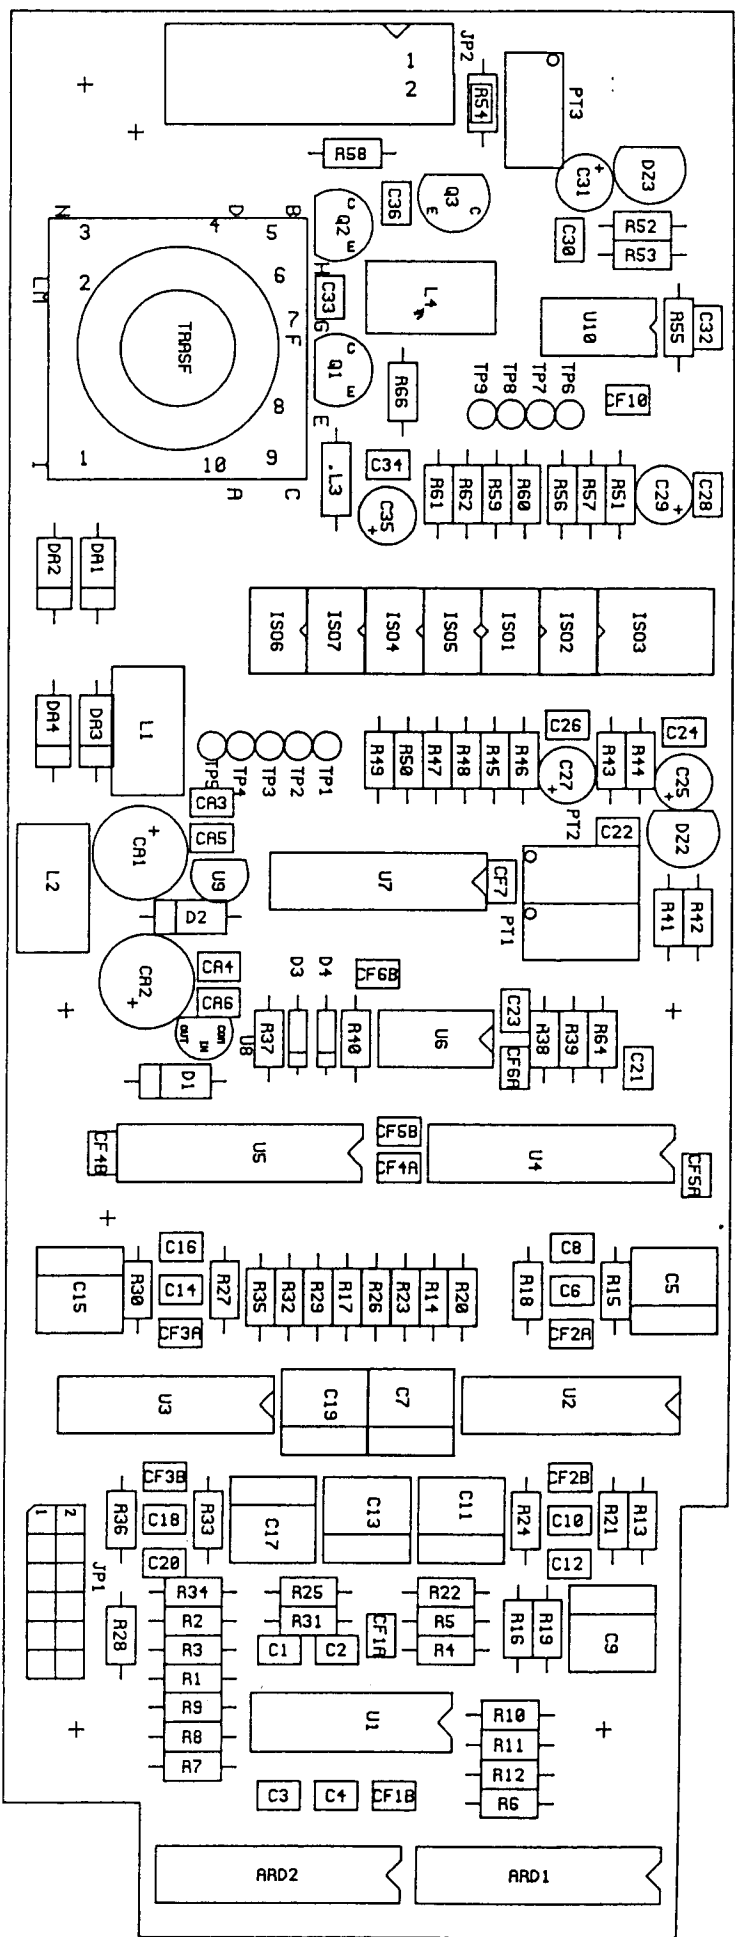 JP2
1
2
R54
PT3
R58
C31
+
DZ3
C36
Q3
C
E
Q2
C
E
C30
R52
R53
N
D
B
3
4
5
2
6
LM
H
C33
L4
7
G
F
TRASF
U10
R55
C32
Q1
C
E
R66
TP9
TP8
TP7
TP6
CF10
8
E
I
1
10
9
A
C
.L3
C34
C35
+
R61
R62
R59
R60
R56
R57
R51
C29
+
C28
DA2
DA1
ISO6
ISO7
ISO4
ISO5
ISO1
ISO2
ISO3
DA4
DA3
L1
TP5
TP4
TP3
TP2
TP1
R49
R50
R47
R48
R45
R46
C26
C27
+
R43
R44
C24
C25
+
CA3
CA1
+
CA5
PT2
C22
DZ2
L2
U9
U7
CF7
D2
PT1
R41
R42
CA2
+
CA4
CA6
D3
D4
CF6B
OUT
IN
COM
U8
R37
R40
U6
C23
CF6A
R38
R39
R64
C21
D1
CF4B
U5
CF5B
CF4A
U4
CF5A
C15
R30
C16
C14
CF3A
R27
R35
R32
R29
R17
R26
R23
R14
R20
R18
C8
C6
CF2A
R15
C5
U3
C19
C7
U2
1
2
JP1
R36
CF3B
C18
C20
R33
C17
C13
C11
R24
CF2B
C10
C12
R21
R13
R28
R34
R2
R3
R1
R9
R8
R7
R25
R31
C1
C2
CF1A
R22
R5
R4
R16
R19
C9
U1
R10
R11
R12
R6
C3
C4
CF1B
ARD2
ARD1